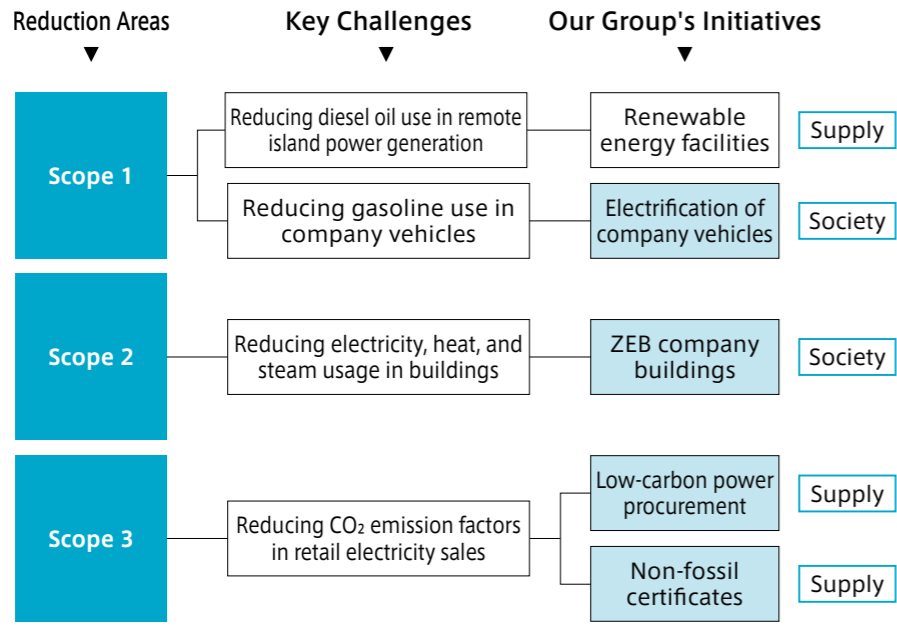 Reduction Areas
Key Challenges
Our Group's Initiatives
▼
▼
▼
Scope 1
Reducing diesel oil use in remote
island power generation
Renewable
energy facilities
Supply
Reducing gasoline use in
company vehicles
Electrification of
company vehicles
Society
Scope 2
Reducing electricity, heat, and
steam usage in buildings
ZEB company
buildings
Society
Scope 3
Reducing CO₂ emission factors
in retail electricity sales
Low-carbon power
procurement
Supply
Non-fossil
certificates
Supply